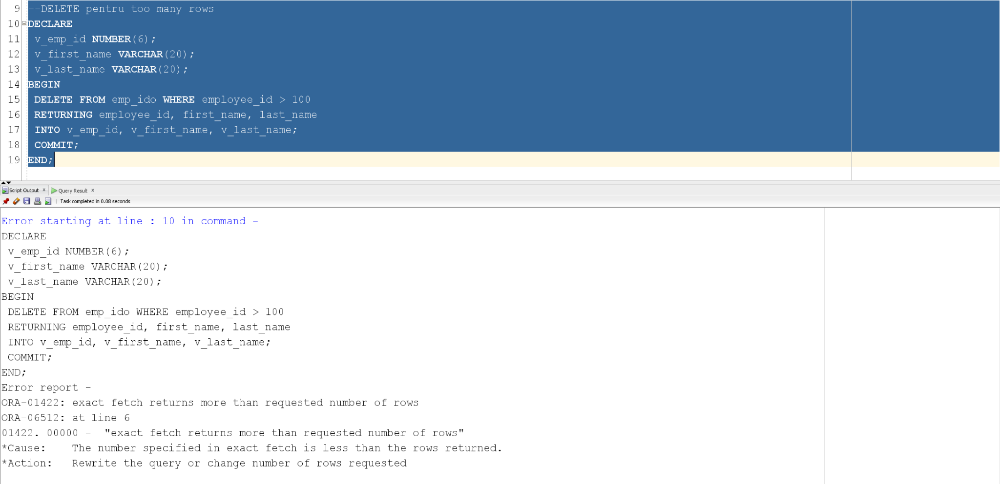 9 --DELETE pentru too many rows
10 DECLARE
11 v_emp_id NUMBER(6);
12 v_first_name VARCHAR(20);
13 v_last_name VARCHAR(20);
14 BEGIN
15 DELETE FROM emp_ido WHERE employee_id > 100
16 RETURNING employee_id, first_name, last_name
17 INTO v_emp_id, v_first_name, v_last_name;
18 COMMIT;
19 END;
Script Output x Query Result x
Task completed in 0.08 seconds
Error starting at line : 10 in command -
DECLARE
v_emp_id NUMBER(6);
v_first_name VARCHAR(20);
v_last_name VARCHAR(20);
BEGIN
DELETE FROM emp_ido WHERE employee_id > 100
RETURNING employee_id, first_name, last_name
INTO v_emp_id, v_first_name, v_last_name;
COMMIT;
END;
Error report -
ORA-01422: exact fetch returns more than requested number of rows
ORA-06512: at line 6
01422. 00000 -  "exact fetch returns more than requested number of rows"
*Cause:    The number specified in exact fetch is less than the rows returned.
*Action:   Rewrite the query or change number of rows requested